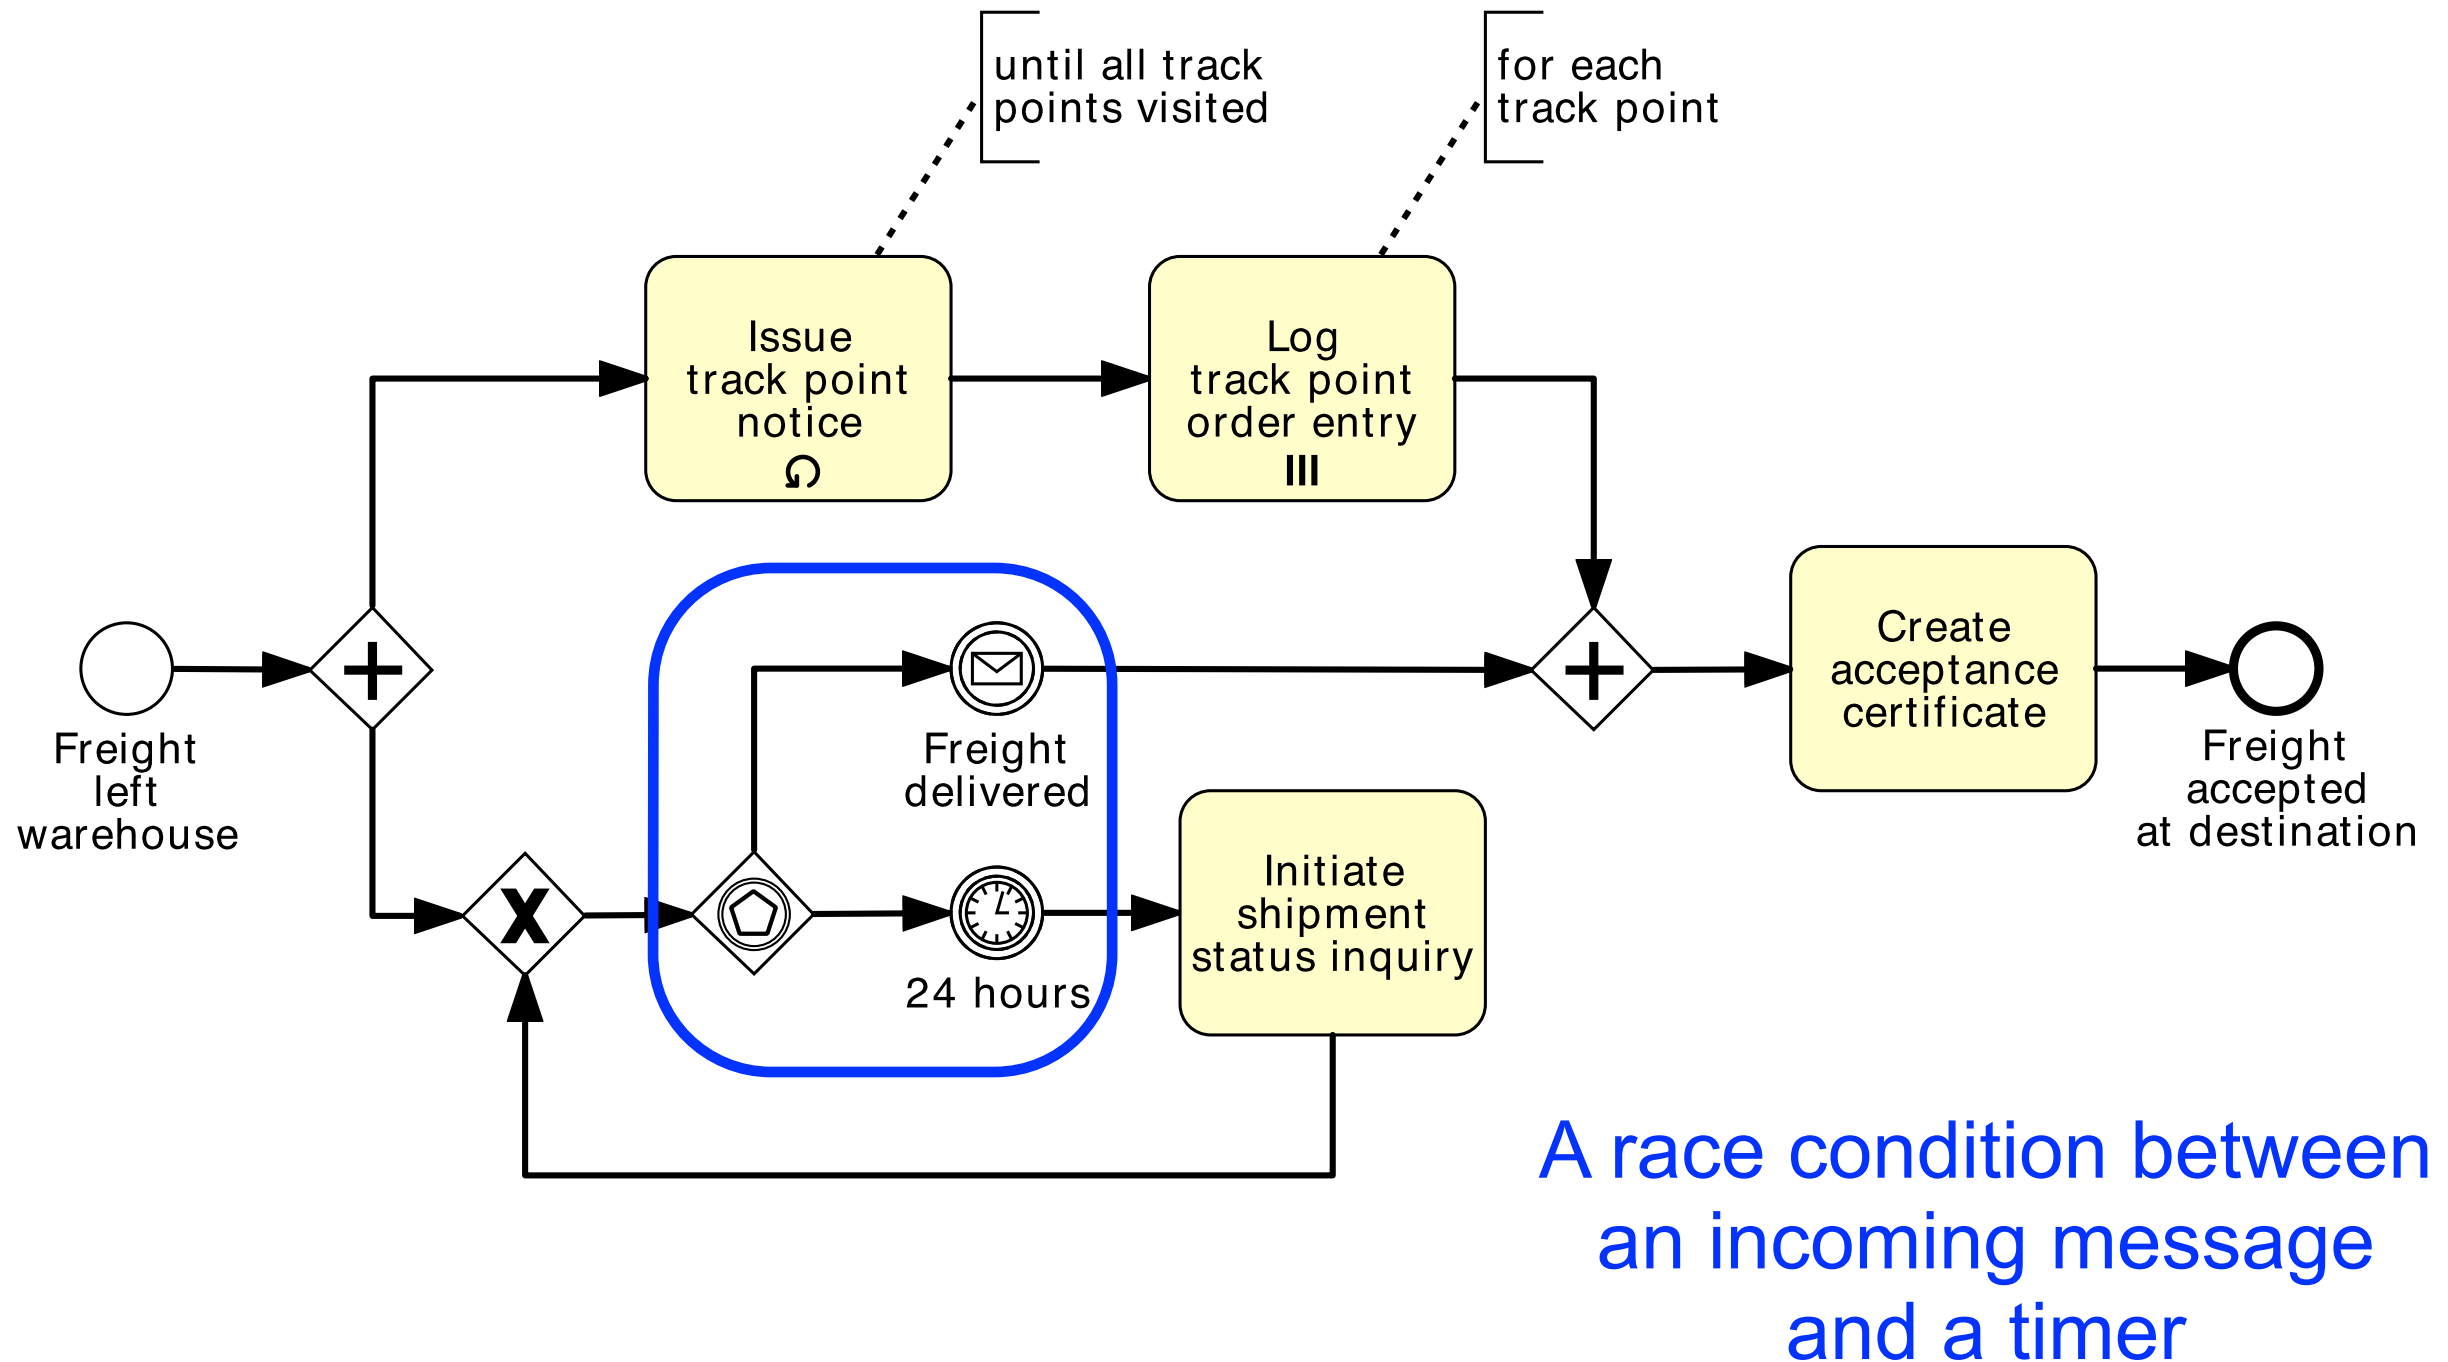 until all track
points visited
for each
track point
Issue
track point
notice
Log
track point
order entry
Freight
left
warehouse
Freight
delivered
24 hours
Initiate
shipment
status inquiry
Create
acceptance
certificate
Freight
accepted
at destination
A race condition between
an incoming message
and a timer